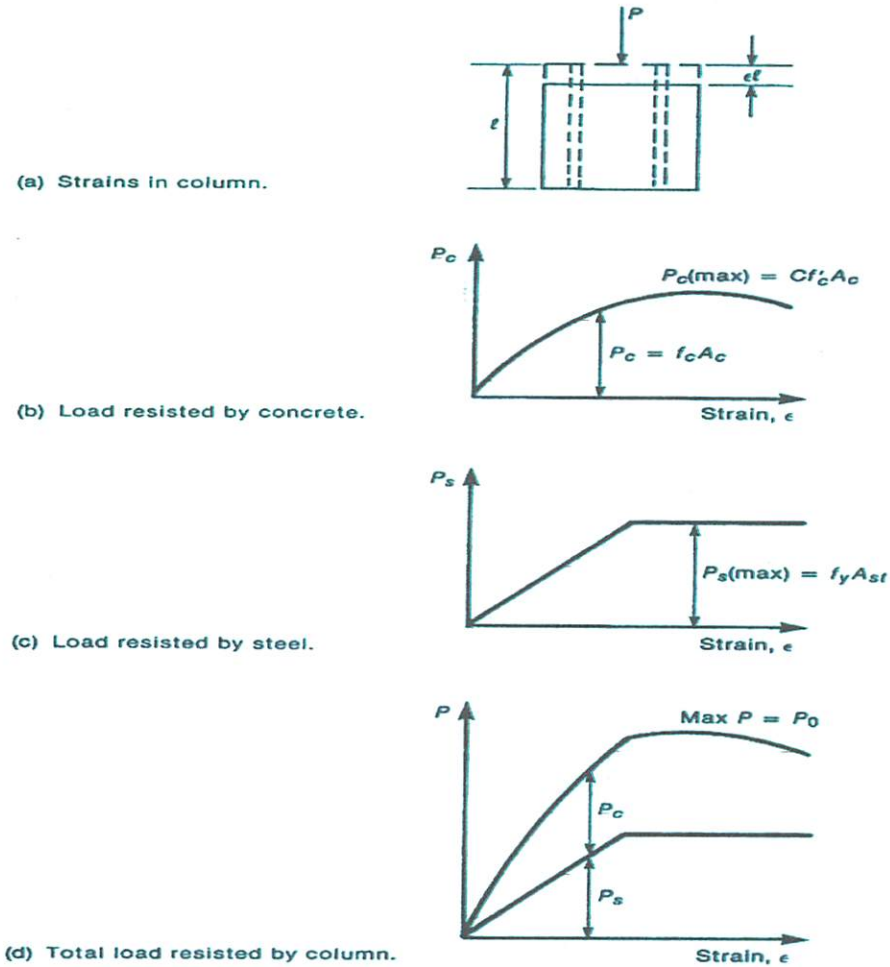 P
ϵℓ
ℓ
(a) Strains in column.
Pc
Pc(max) = Cf′cAc
Pc = fcAc
Strain, ϵ
(b) Load resisted by concrete.
Ps
Ps(max) = fyAst
Strain, ϵ
(c) Load resisted by steel.
P
Max P = P0
Pc
Ps
Strain, ϵ
(d) Total load resisted by column.